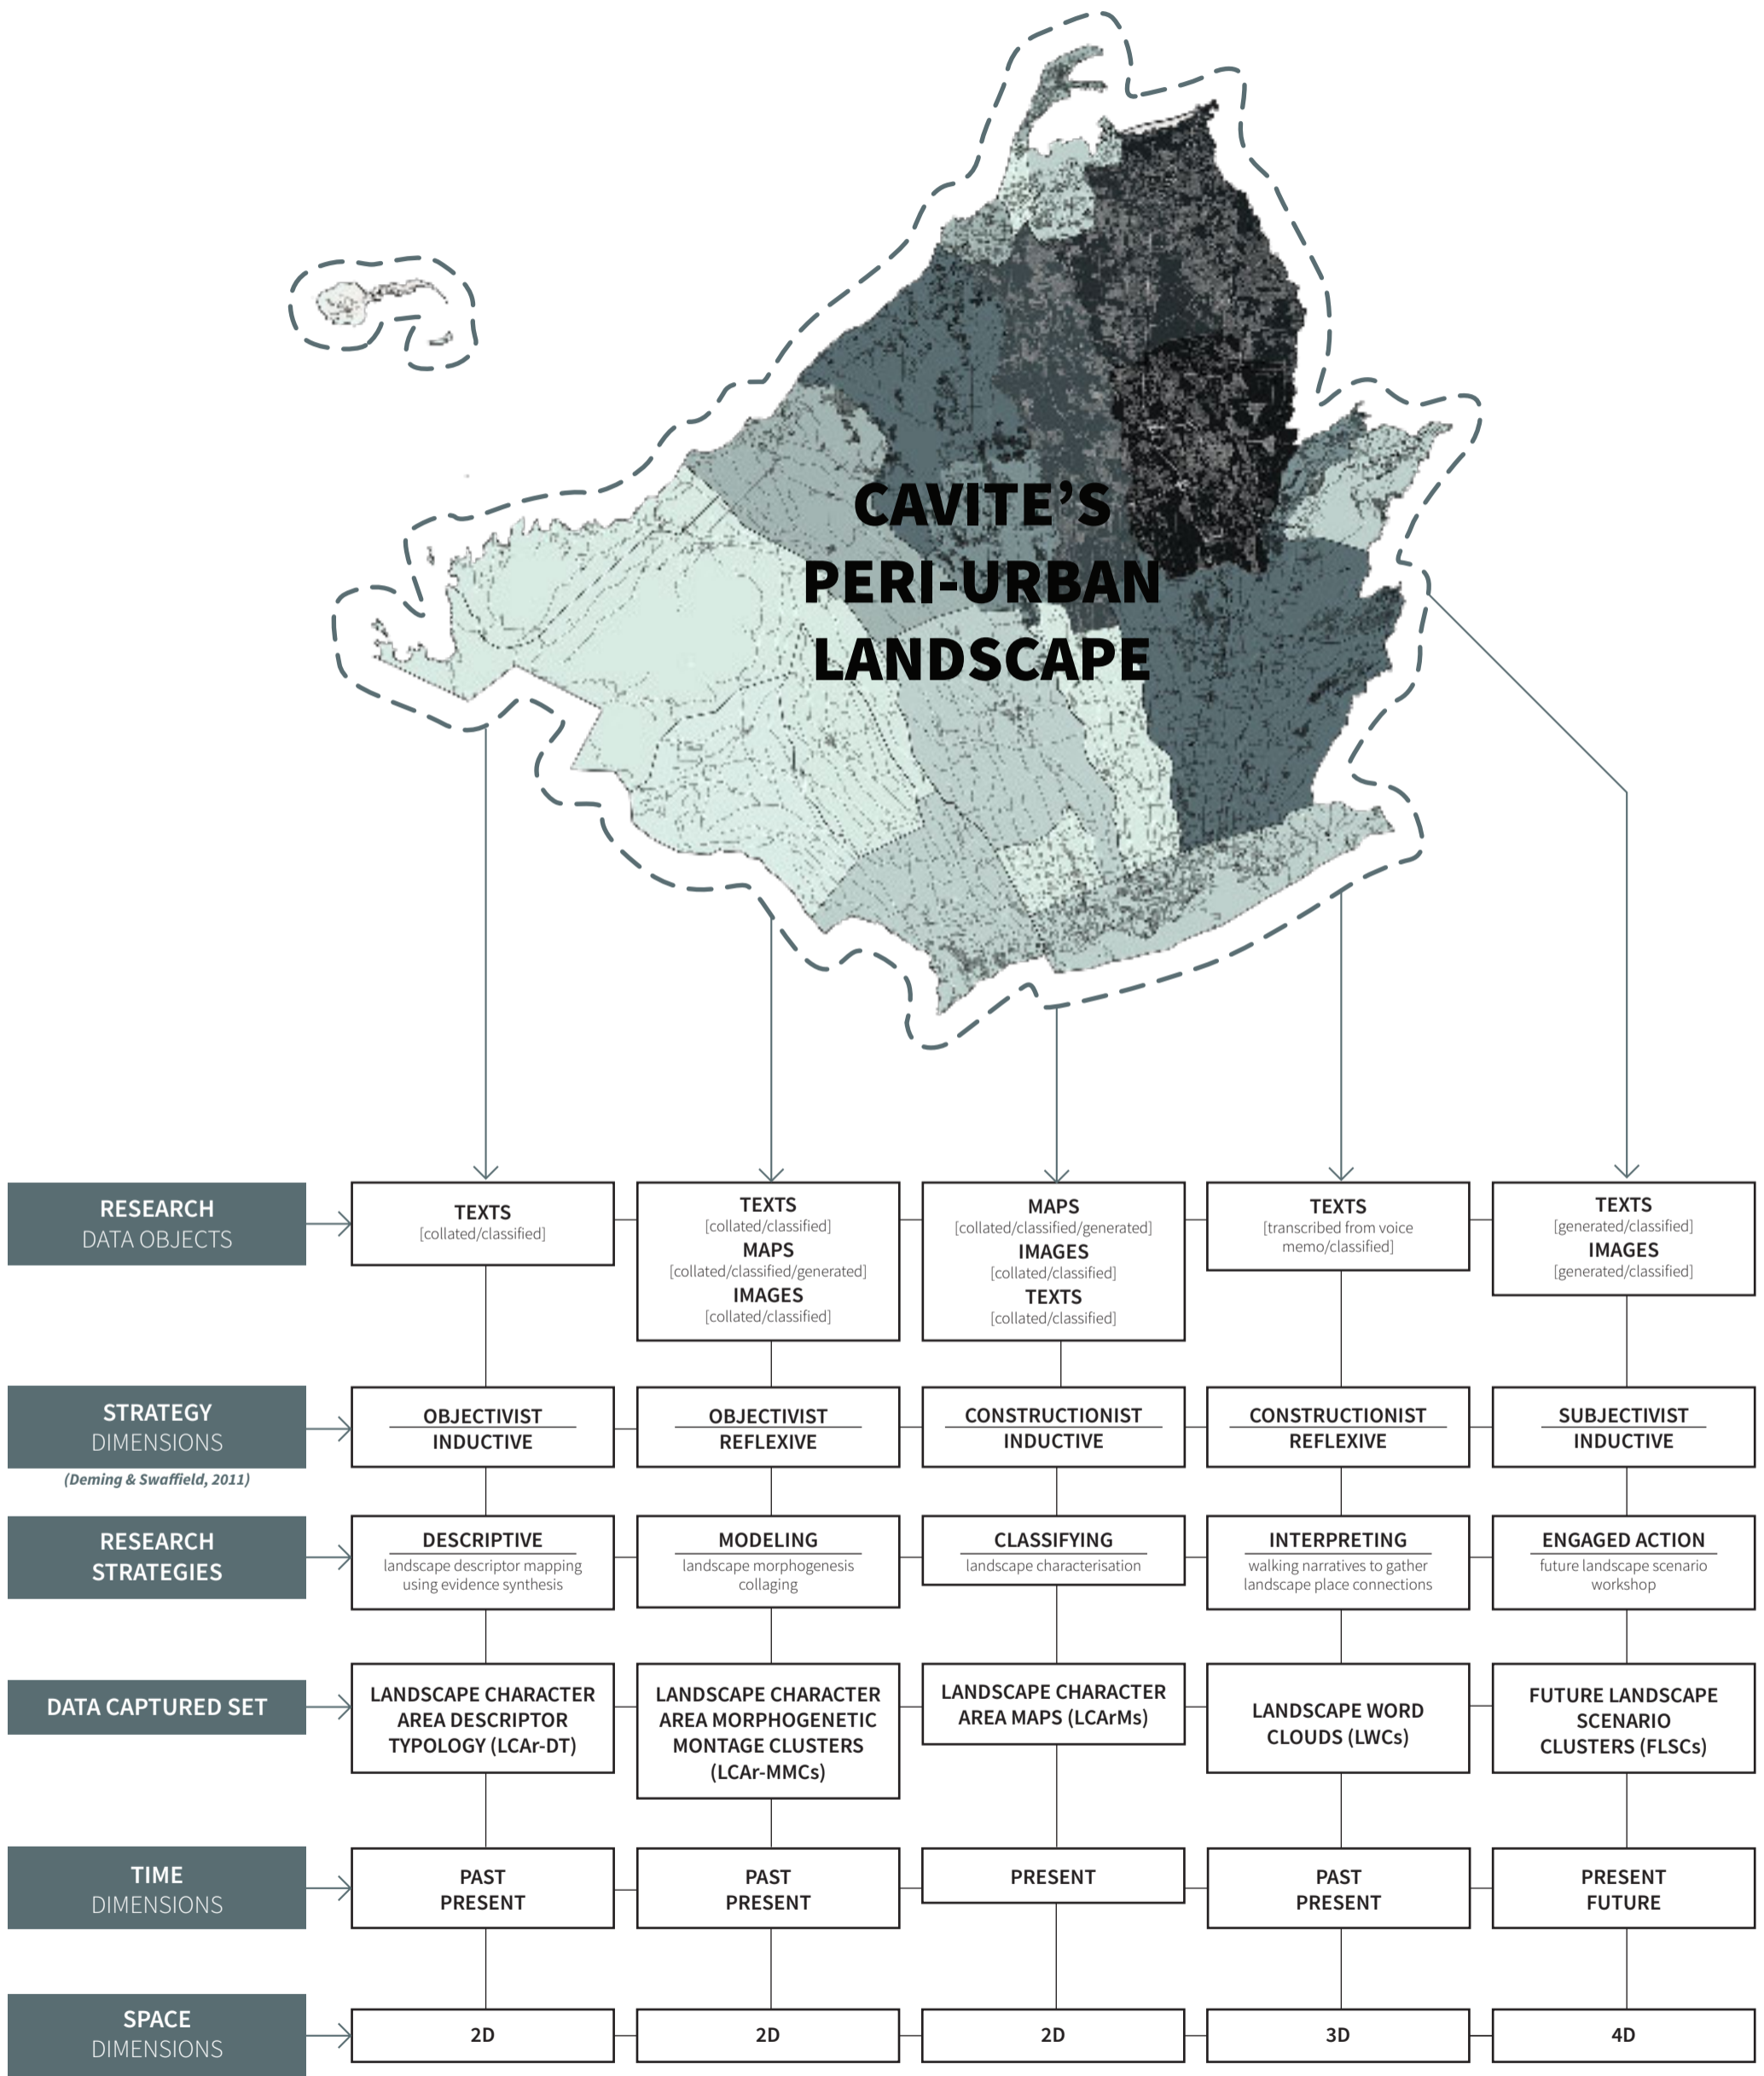 CAVITE’S
PERI-URBAN
LANDSCAPE
RESEARCH
DATA OBJECTS
TEXTS
[collated/classified]
TEXTS
[collated/classified]
MAPS
[collated/classified/generated]
IMAGES
[collated/classified]
MAPS
[collated/classified/generated]
IMAGES
[collated/classified]
TEXTS
[collated/classified]
TEXTS
[transcribed from voice
memo/classified]
TEXTS
[generated/classified]
IMAGES
[generated/classified]
STRATEGY
DIMENSIONS
(Deming & Swaffield, 2011)
OBJECTIVIST
INDUCTIVE
OBJECTIVIST
REFLEXIVE
CONSTRUCTIONIST
INDUCTIVE
CONSTRUCTIONIST
REFLEXIVE
SUBJECTIVIST
INDUCTIVE
RESEARCH
STRATEGIES
DESCRIPTIVE
landscape descriptor mapping
using evidence synthesis
MODELING
landscape morphogenesis
collaging
CLASSIFYING
landscape characterisation
INTERPRETING
walking narratives to gather
landscape place connections
ENGAGED ACTION
future landscape scenario
workshop
DATA CAPTURED SET
LANDSCAPE CHARACTER
AREA DESCRIPTOR
TYPOLOGY (LCAr-DT)
LANDSCAPE CHARACTER
AREA MORPHOGENETIC
MONTAGE CLUSTERS
(LCAr-MMCs)
LANDSCAPE CHARACTER
AREA MAPS (LCArMs)
LANDSCAPE WORD
CLOUDS (LWCs)
FUTURE LANDSCAPE
SCENARIO
CLUSTERS (FLSCs)
TIME
DIMENSIONS
PAST
PRESENT
PAST
PRESENT
PRESENT
PAST
PRESENT
PRESENT
FUTURE
SPACE
DIMENSIONS
2D
2D
2D
3D
4D